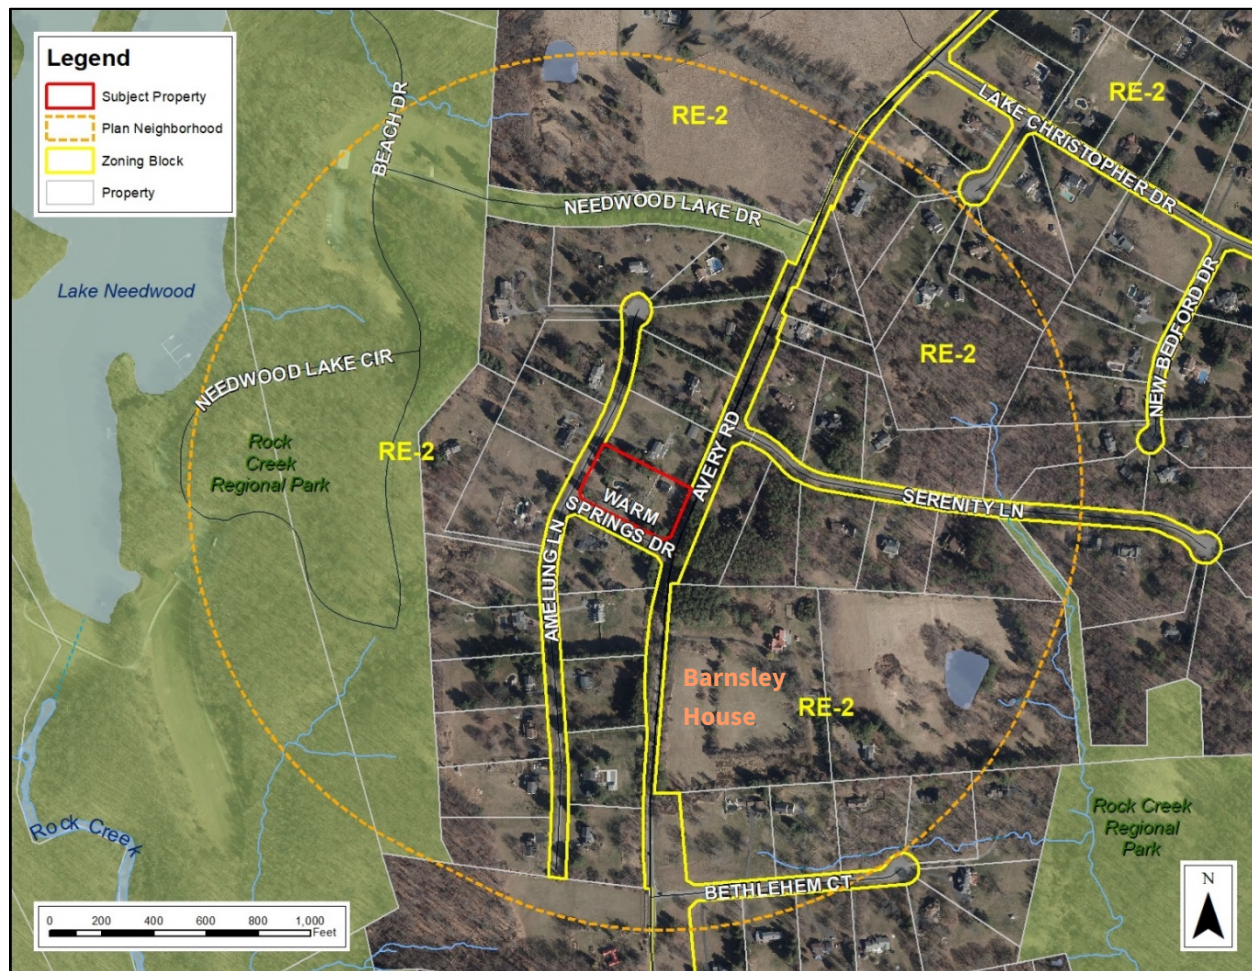 Legend
Subject Property
Plan Neighborhood
Zoning Block
Property
BEACH DR
RE-2
RE-2
LAKE CHRISTOPHER DR
NEEDWOOD LAKE DR
Lake Needwood
NEW BEDFORD DR
NEEDWOOD LAKE CIR
RE-2
Rock
Creek
Regional Park
RE-2
AVERY RD
WARM
SPRINGS DR
SERENITY LN
AMELUNG LN
Barnsley
House
RE-2
Rock Creek
Rock Creek
Regional
Park
BETHLEHEM CT
N
0 200 400 600 800 1,000
Feet